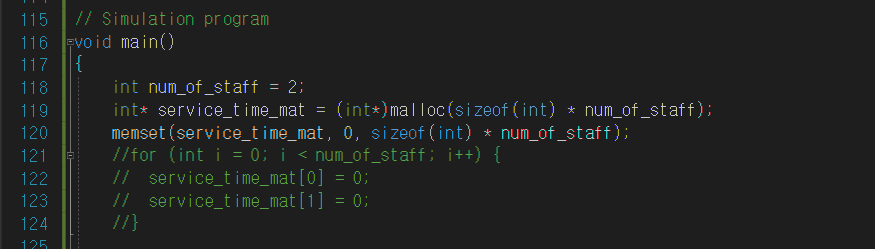 115 // Simulation program
116 void main()
117 {
118 int num_of_staff = 2;
119 int* service_time_mat = (int*)malloc(sizeof(int) * num_of_staff);
120 memset(service_time_mat, 0, sizeof(int) * num_of_staff);
121 //for (int i = 0; i < num_of_staff; i++) {
122 // service_time_mat[0] = 0;
123 // service_time_mat[1] = 0;
124 //}
125